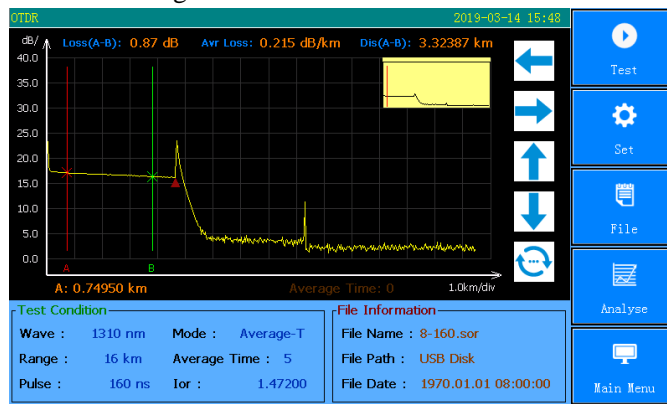 OTDR 2019-03-14 15:48
dB/ Loss(A-B): 0.87 dB Avr Loss: 0.215 dB/km Dis(A-B): 3.32387 km
40.0
35.0
30.0
25.0
20.0
15.0
10.0
5.0
0.0
A B
A: 0.74950 km Average Time: 0 1.0km/div
Test Condition
Wave : 1310 nm Mode : Average-T
Range : 16 km Average Time : 5
Pulse : 160 ns Ior : 1.47200
File Information
File Name : 8-160.sor
File Path : USB Disk
File Date : 1970.01.01 08:00:00
Test
Set
File
Analyse
Main Menu